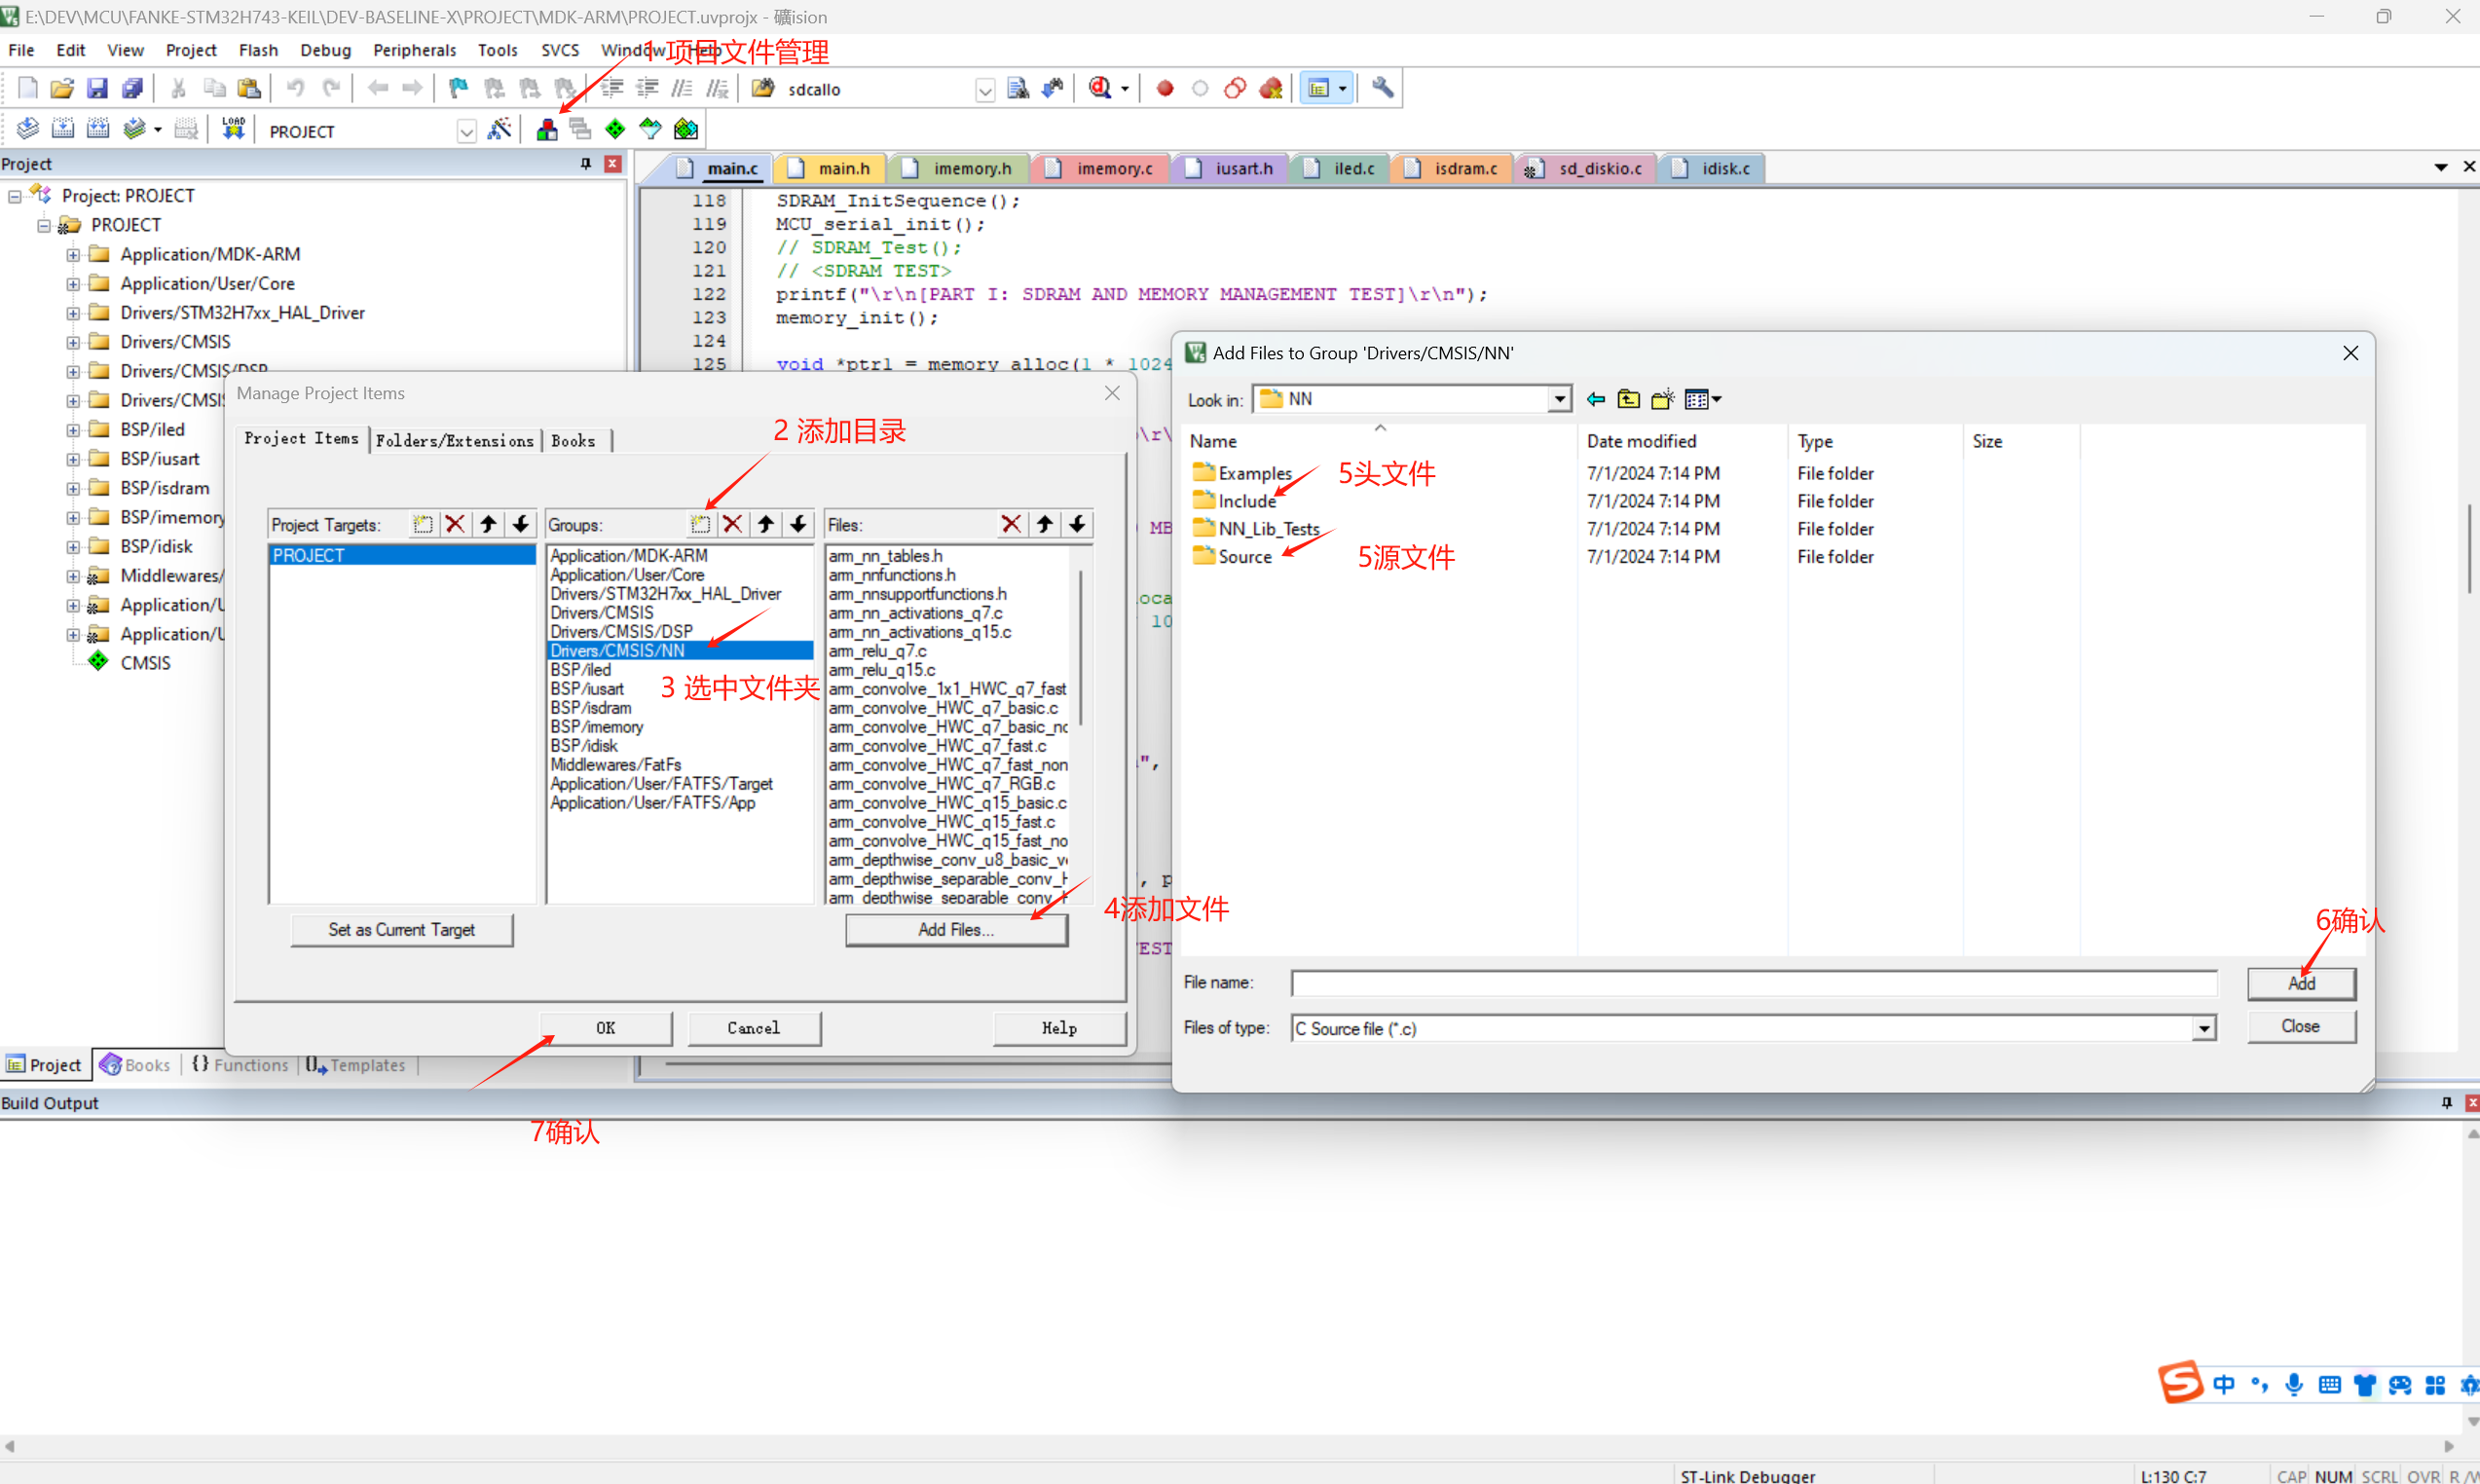 E:\DEV\MCU\FANKE-STM32H743-KEIL\DEV-BASELINE-X\PROJECT\MDK-ARM\PROJECT.uvprojx - 礦ision
File Edit View Project Flash Debug Peripherals Tools SVCS Window Help
1 项目文件管理
sdcallo
LOAD
PROJECT
Project
main.c main.h imemory.h imemory.c iusart.h iled.c isdram.c sd_diskio.c idisk.c
Project: PROJECT
PROJECT
Application/MDK-ARM
Application/User/Core
Drivers/STM32H7xx_HAL_Driver
Drivers/CMSIS
Drivers/CMSIS/DSP
Drivers/CMSI
BSP/iled
BSP/iusart
BSP/isdram
BSP/imemory
BSP/idisk
Middlewares/
Application/U
Application/U
CMSIS
118 SDRAM_InitSequence();
119 MCU_serial_init();
120 // SDRAM_Test();
121 // <SDRAM TEST>
122 printf("\r\n[PART I: SDRAM AND MEMORY MANAGEMENT TEST]\r\n");
123 memory_init();
124
125 void *ptr1 = memory_alloc(1 * 1024
\r\
MB
loca
10
",
, p
TEST
Manage Project Items
Project Items Folders/Extensions Books
2 添加目录
Project Targets:
PROJECT
Set as Current Target
Groups:
Application/MDK-ARM
Application/User/Core
Drivers/STM32H7xx_HAL_Driver
Drivers/CMSIS
Drivers/CMSIS/DSP
Drivers/CMSIS/NN
BSP/iled
BSP/iusart
BSP/isdram
BSP/imemory
BSP/idisk
Middlewares/FatFs
Application/User/FATFS/Target
Application/User/FATFS/App
3 选中文件夹
Files:
arm_nn_tables.h
arm_nnfunctions.h
arm_nnsupportfunctions.h
arm_nn_activations_q7.c
arm_nn_activations_q15.c
arm_relu_q7.c
arm_relu_q15.c
arm_convolve_1x1_HWC_q7_fast
arm_convolve_HWC_q7_basic.c
arm_convolve_HWC_q7_basic_nc
arm_convolve_HWC_q7_fast.c
arm_convolve_HWC_q7_fast_non
arm_convolve_HWC_q7_RGB.c
arm_convolve_HWC_q15_basic.c
arm_convolve_HWC_q15_fast.c
arm_convolve_HWC_q15_fast_no
arm_depthwise_conv_u8_basic_v
arm_depthwise_separable_conv_H
arm_depthwise_separable_conv_H
Add Files...
4添加文件
OK Cancel Help
7确认
Add Files to Group 'Drivers/CMSIS/NN'
Look in: NN
Name Date modified Type Size
Examples 7/1/2024 7:14 PM File folder
Include 7/1/2024 7:14 PM File folder
NN_Lib_Tests 7/1/2024 7:14 PM File folder
Source 7/1/2024 7:14 PM File folder
5头文件
5源文件
6确认
File name:
Add
Files of type: C Source file (*.c)
Close
Project Books {} Functions Templates
Build Output
中
ST-Link Debugger L:130 C:7 CAP NUM SCRL OVR R/W